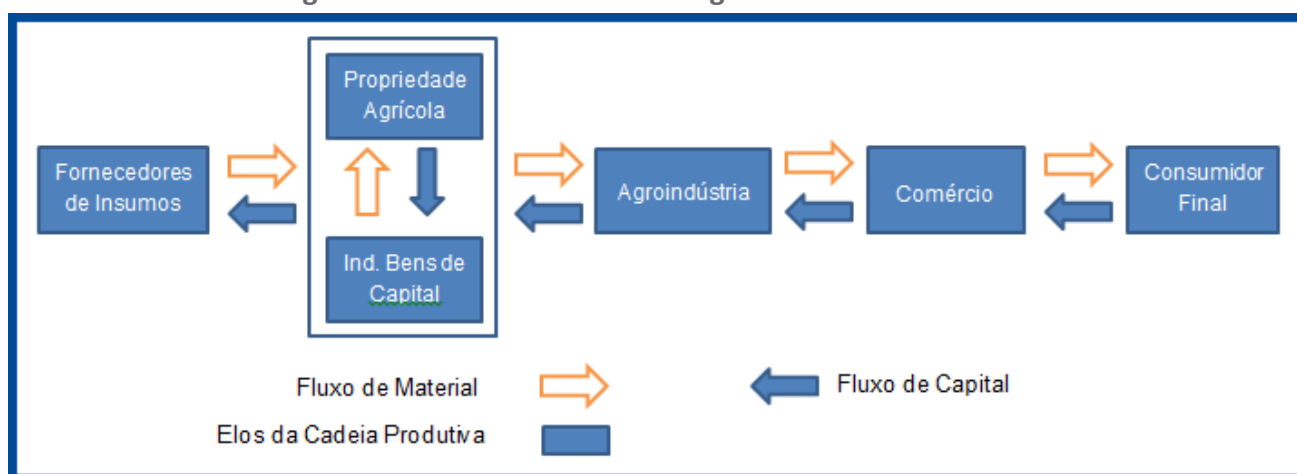 Propriedade
Agrícola
Fornecedores
de Insumos
Agroindústria
Comércio
Consumidor
Final
Ind. Bens de
Capital
Fluxo de Material
Fluxo de Capital
Elos da Cadeia Produtiva